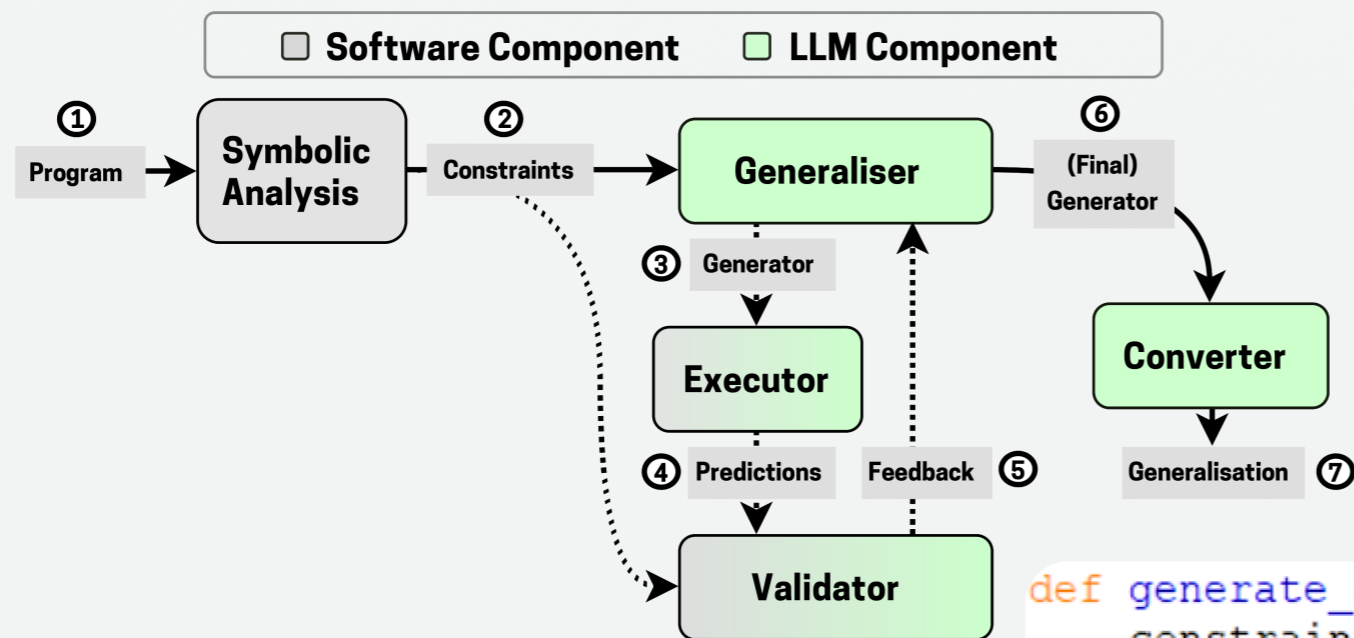 Software Component
LLM Component
①
②
⑥
Program
Symbolic
Analysis
Constraints
Generaliser
(Final)
Generator
③ Generator
Executor
Converter
④ Predictions
Feedback ⑤
Generalisation ⑦
Validator
def generate_